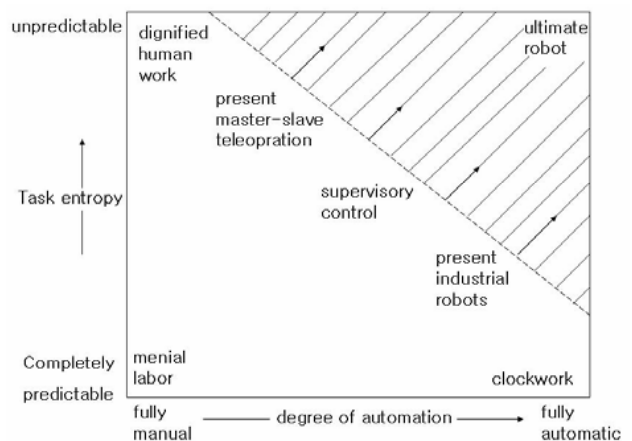 unpredictable
dignified
human
work
ultimate
robot
present
master-slave
teleopration
Task entropy
supervisory
control
present
industrial
robots
Completely
predictable
menial
labor
clockwork
fully
manual
degree of automation
fully
automatic